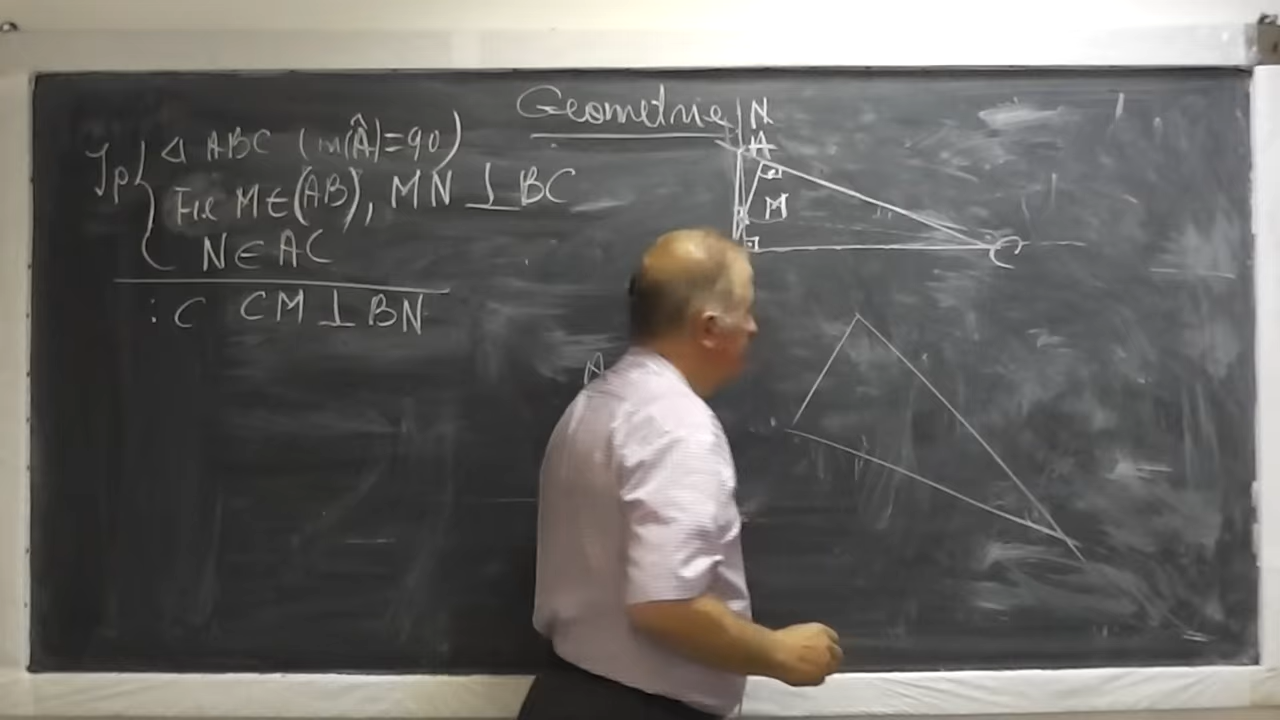 Geometrie
Ip { △ ABC (m(Â)=90)
Fie M∈(AB), MN ⊥ BC
N∈AC
:C CM ⊥ BN
N
A
M
C
A